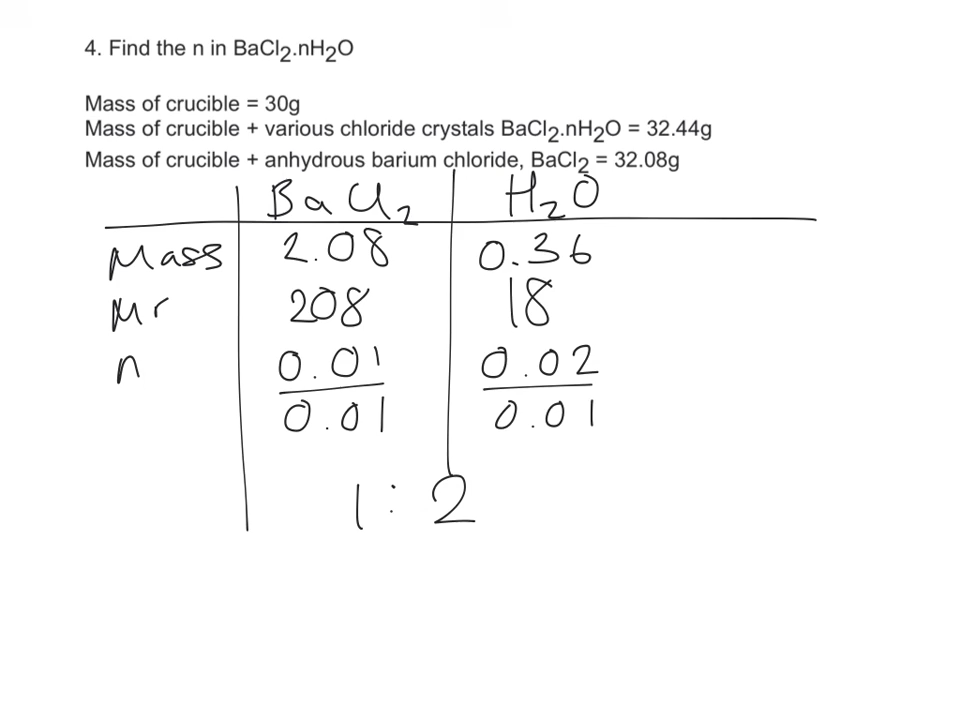 4. Find the n in BaCl₂.nH₂O
Mass of crucible = 30g
Mass of crucible + various chloride crystals BaCl₂.nH₂O = 32.44g
Mass of crucible + anhydrous barium chloride, BaCl₂ = 32.08g
BaCl₂ H₂O
Mass 2.08 0.36
Mr 208 18
n 0.01 0.02
0.01 0.01
1 : 2